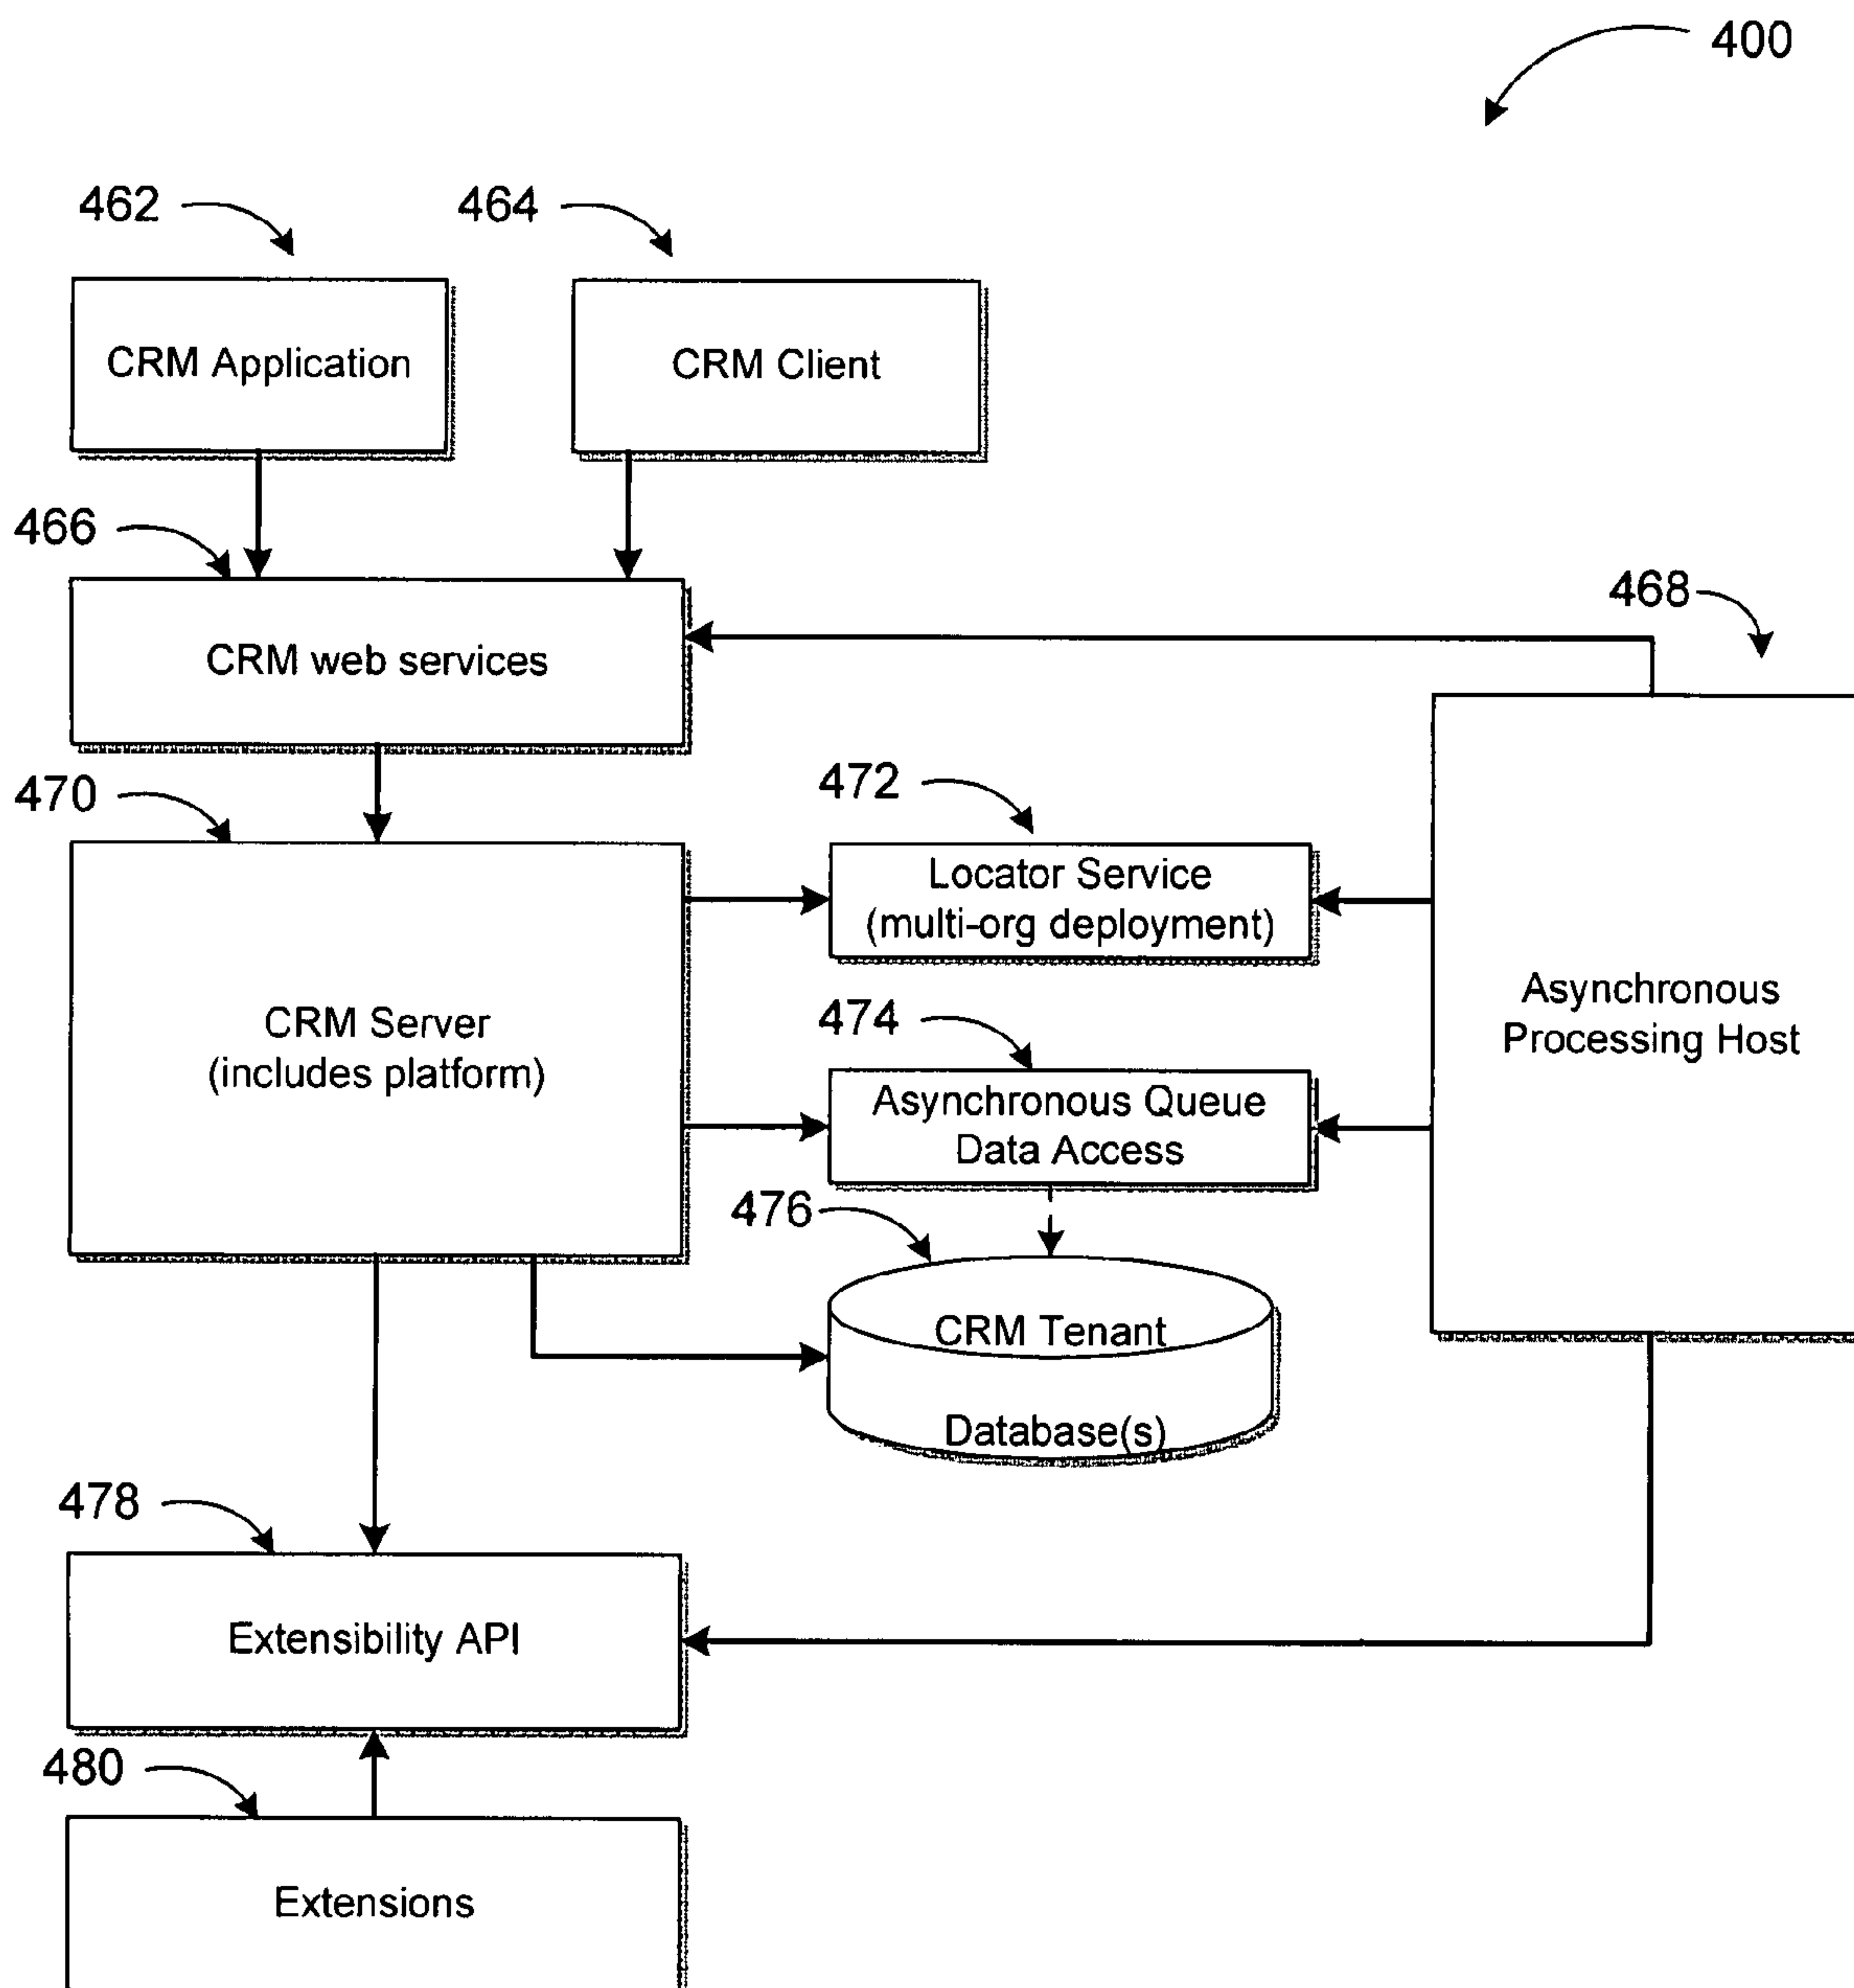 400
462
464
CRM Application
CRM Client
466
468
CRM web services
470
472
Locator Service
(multi-org deployment)
CRM Server
(includes platform)
474
Asynchronous Queue
Data Access
Asynchronous
Processing Host
476
CRM Tenant
Database(s)
478
Extensibility API
480
Extensions